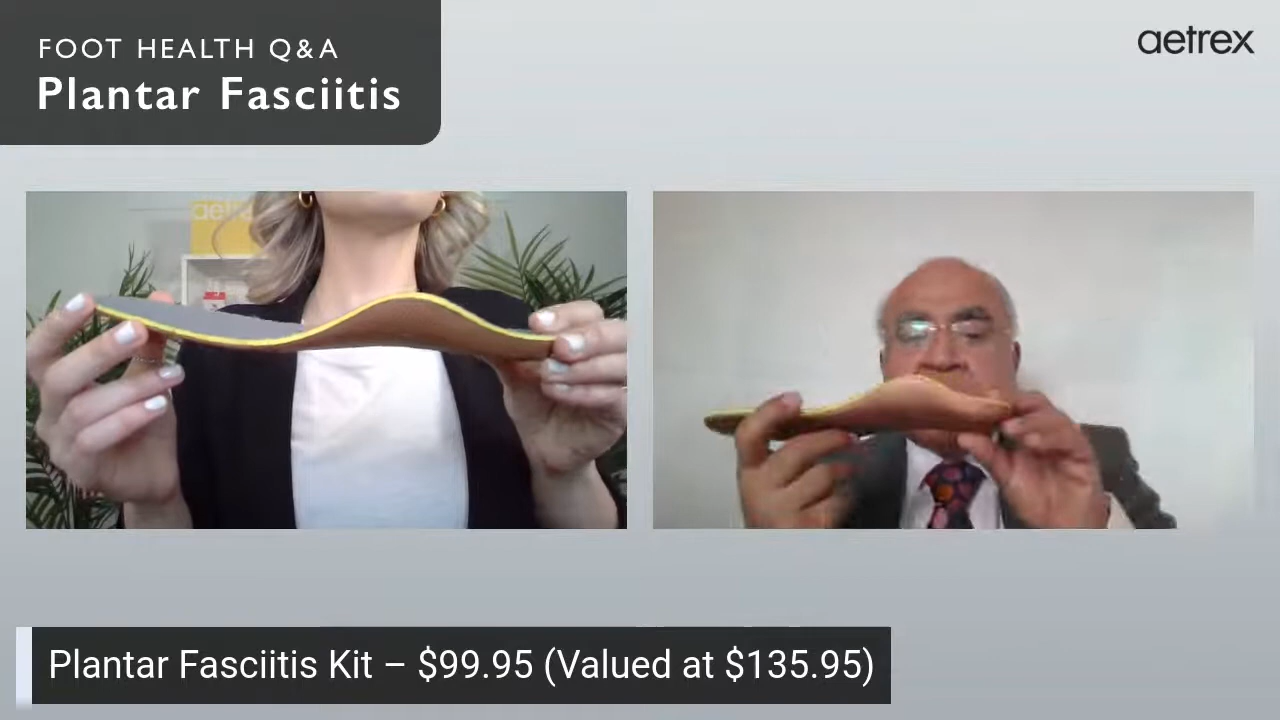 FOOT HEALTH Q&A
Plantar Fasciitis
aetrex
Plantar Fasciitis Kit – $99.95 (Valued at $135.95)